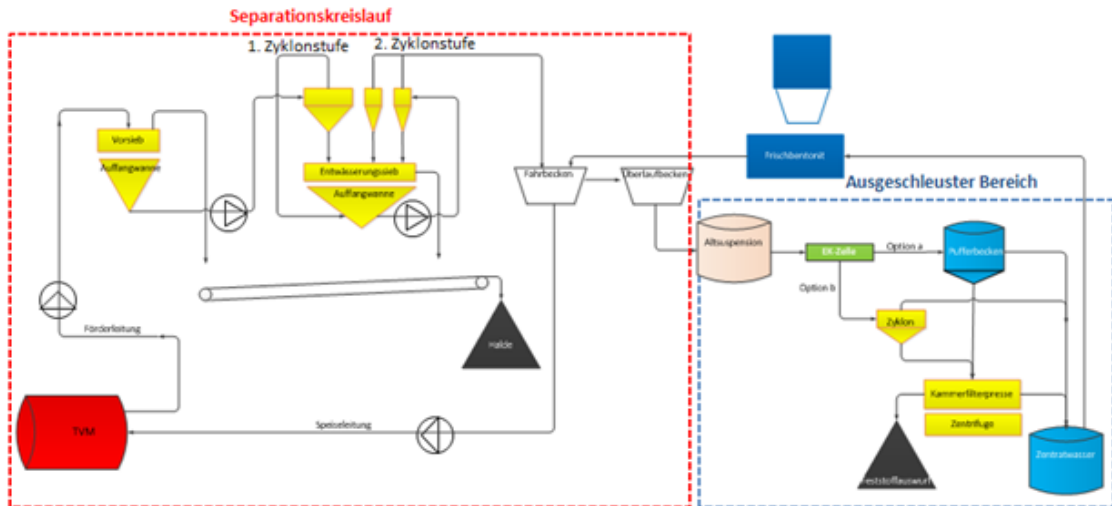 Separationskreislauf
1. Zyklonstufe
2. Zyklonstufe
Vorsieb
Auffangwanne
Entwässerungssieb
Auffangwanne
Fahrbecken
Überlaufbecken
Frischbentonit
Ausgeschleuster Bereich
Altsuspension
EK-Zelle
Option a
Pufferbecken
Option b
Zyklon
Halde
Förderleitung
Kammerfilterpresse
TVM
Speiseleitung
Zentrifuge
Zentratwasser
Feststoffauswurf